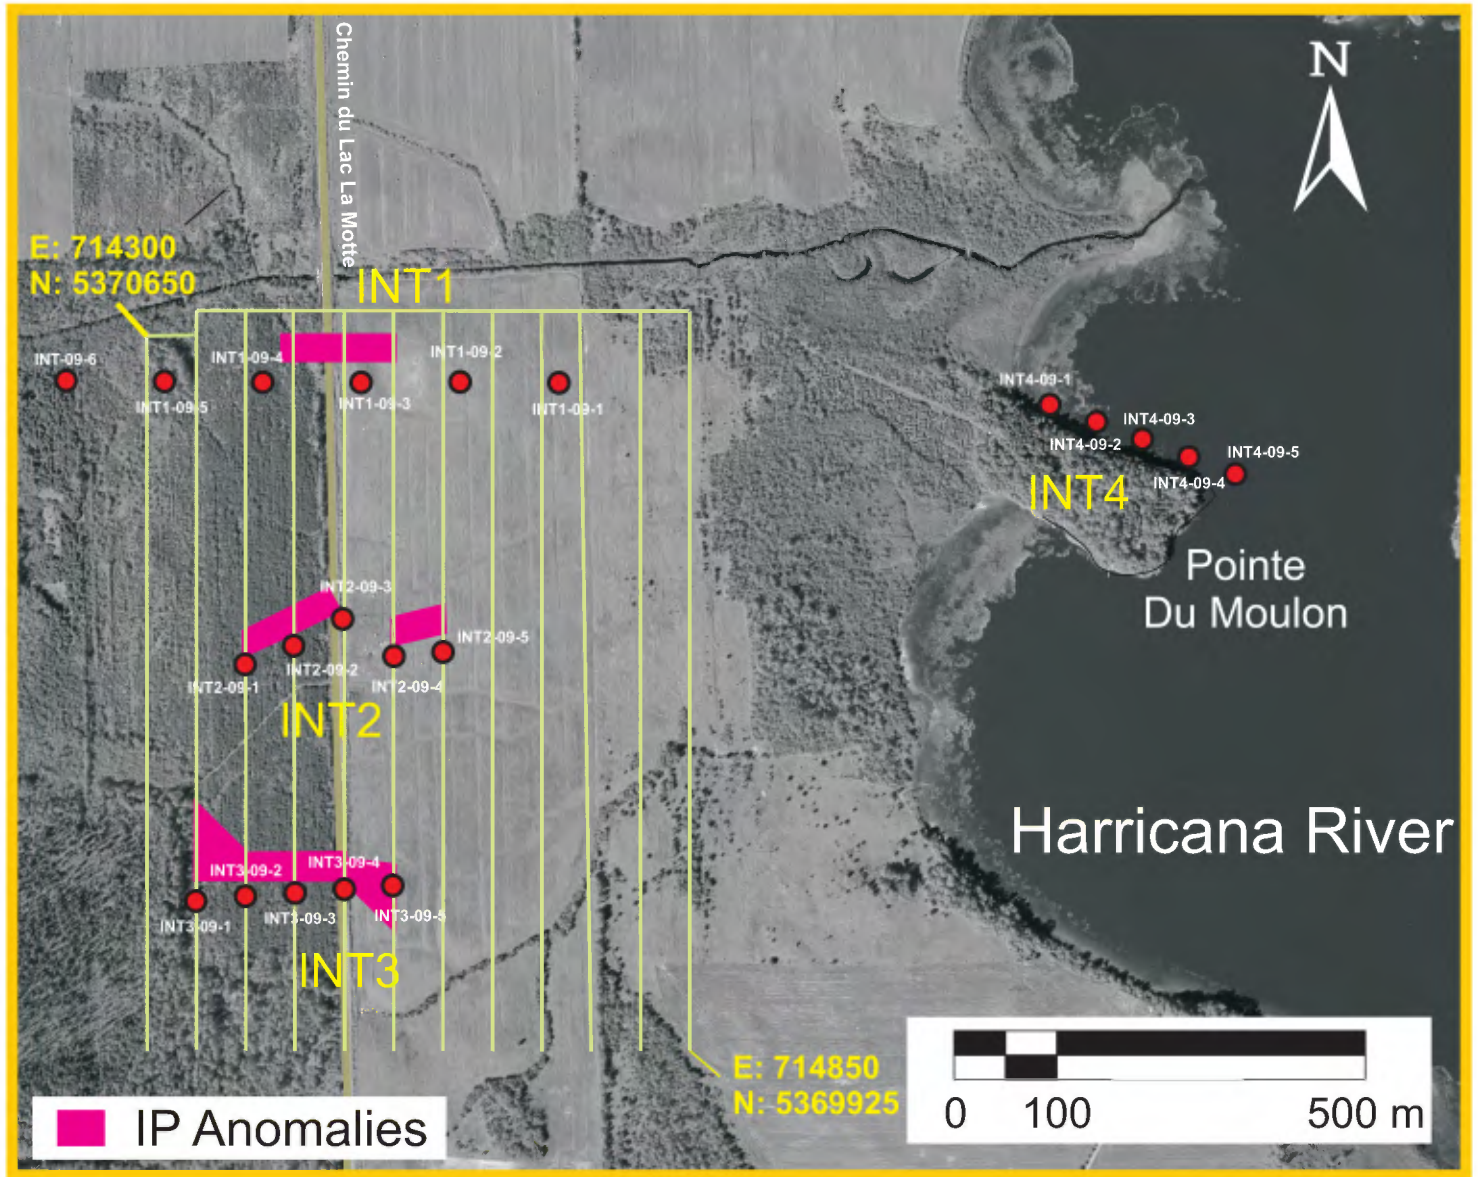 Chemin du Lac La Motte
N
E: 714300
N: 5370650
INT1
INT-09-6
INT1-09-5
INT1-09-4
INT1-09-3
INT1-09-2
INT1-09-1
INT4-09-1
INT4-09-2
INT4-09-3
INT4-09-4
INT4-09-5
INT4
Pointe
Du Moulon
INT2-09-3
INT2-09-5
INT2-09-2
INT2-09-1
INT2-09-4
INT2
Harricana River
INT3-09-4
INT3-09-2
INT3-09-1
INT3-09-3
INT3-09-5
INT3
E: 714850
N: 5369925
IP Anomalies
0 100 500 m